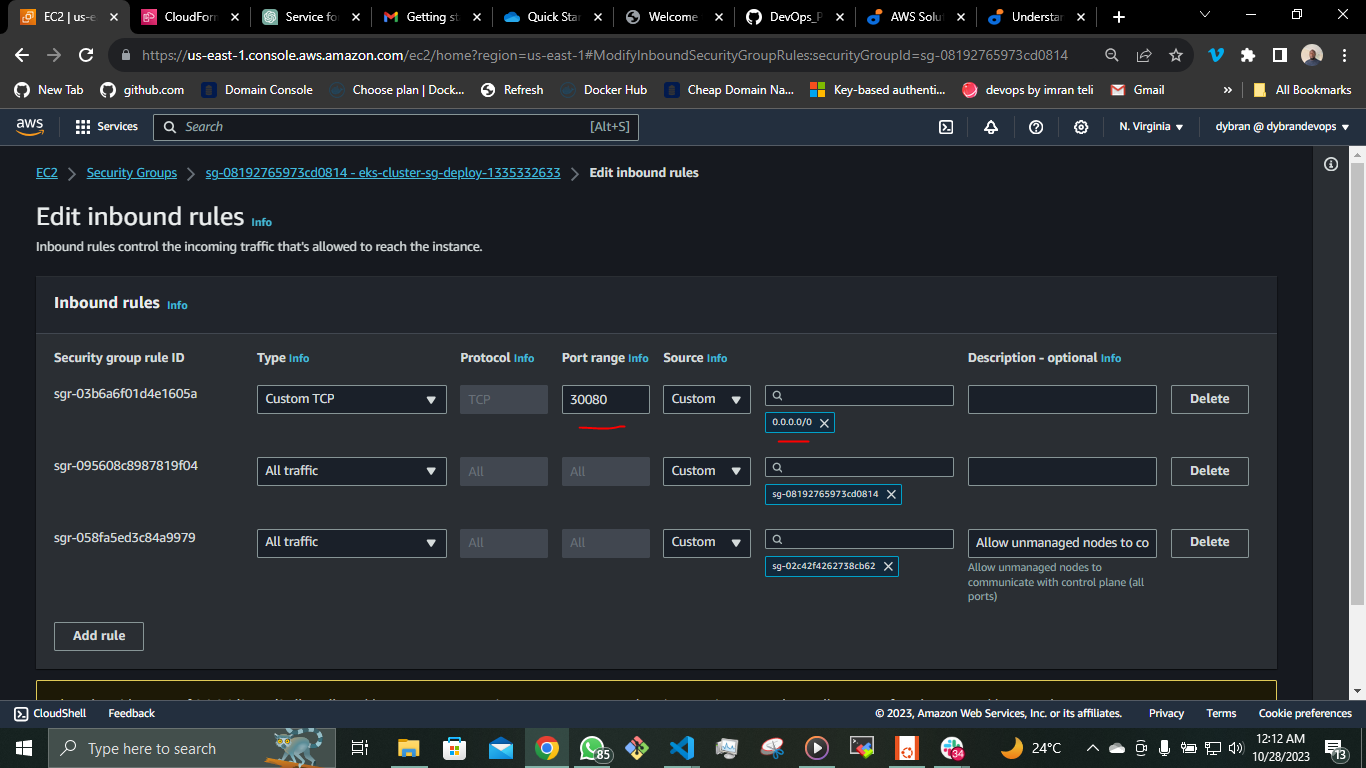 EC2 | us-e
CloudForm
Service fo
Getting st
Quick Star
Welcome
DevOps_P
AWS Solut
Understan
https://us-east-1.console.aws.amazon.com/ec2/home?region=us-east-1#ModifyInboundSecurityGroupRules:securityGroupId=sg-08192765973cd0814
New Tab
github.com
Domain Console
Choose plan | Dock...
Refresh
Docker Hub
Cheap Domain Na...
Key-based authenti...
devops by imran teli
Gmail
»
All Bookmarks
aws
Services
Search
[Alt+S]
N. Virginia
dybran @ dybrandevops
EC2
Security Groups
sg-08192765973cd0814 - eks-cluster-sg-deploy-1335332633
Edit inbound rules
Edit inbound rules Info
Inbound rules control the incoming traffic that's allowed to reach the instance.
Inbound rules Info
Security group rule ID
Type Info
Protocol Info
Port range Info
Source Info
Description - optional Info
sgr-03b6a6f01d4e1605a
Custom TCP
TCP
30080
Custom
0.0.0.0/0
Delete
sgr-095608c8987819f04
All traffic
All
All
Custom
sg-08192765973cd0814
Delete
sgr-058fa5ed3c84a9979
All traffic
All
All
Custom
sg-02c42f4262738cb62
Allow unmanaged nodes to co
Allow unmanaged nodes to
communicate with control plane (all
ports)
Delete
Add rule
CloudShell
Feedback
© 2023, Amazon Web Services, Inc. or its affiliates.
Privacy
Terms
Cookie preferences
Type here to search
85
34
24°C
12:12 AM
10/28/2023
13